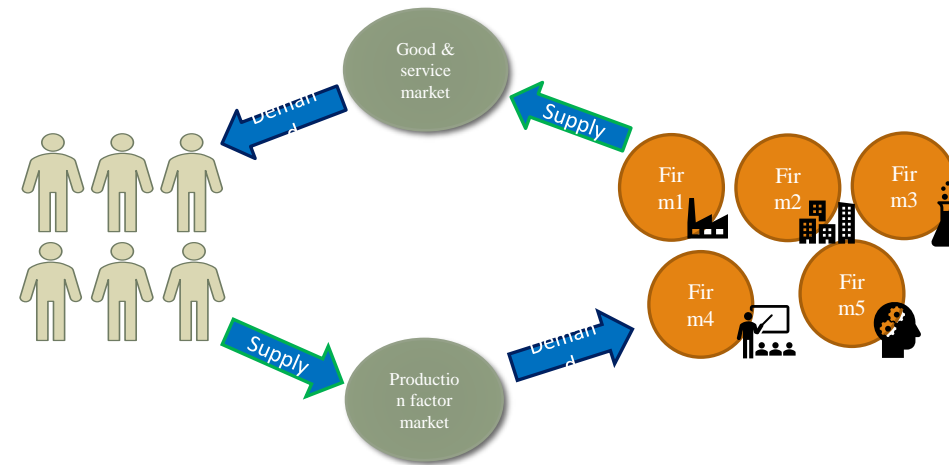 Good &
service
market
Deman
d
Supply
Fir
m1
Fir
m2
Fir
m3
Fir
m4
Fir
m5
Supply
Productio
n factor
market
Deman
d